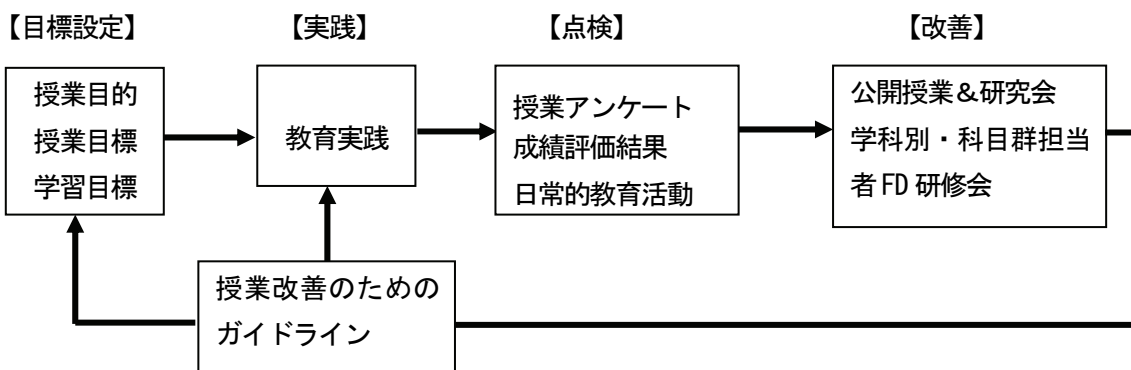 【目標設定】
【実践】
【点検】
【改善】
授業目的
授業目標
学習目標
教育実践
授業アンケート
成績評価結果
日常的教育活動
公開授業＆研究会
学科別・科目群担当
者 FD 研修会
授業改善のための
ガイドライン